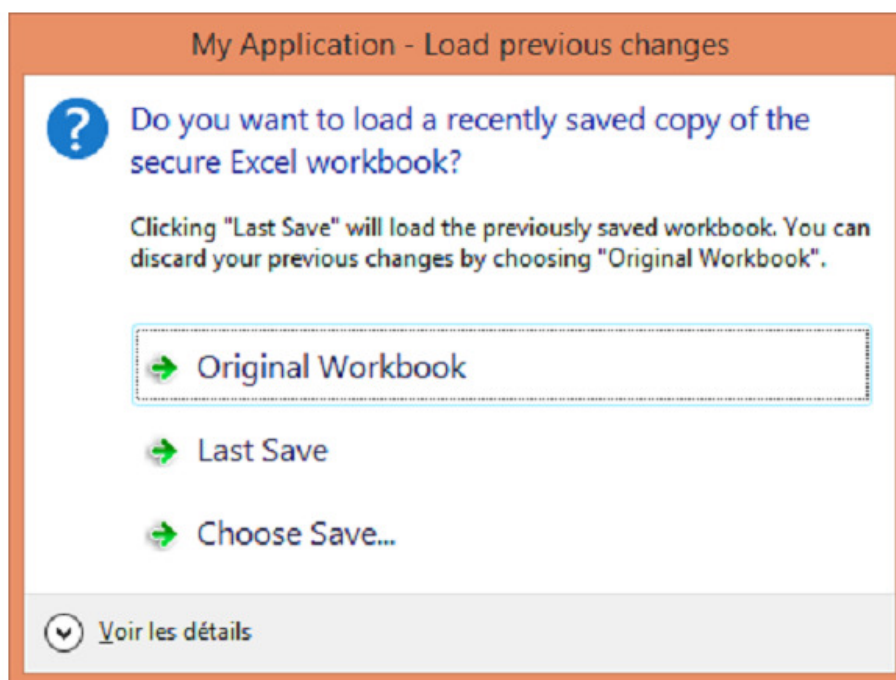 My Application - Load previous changes
Do you want to load a recently saved copy of the
secure Excel workbook?
Clicking "Last Save" will load the previously saved workbook. You can
discard your previous changes by choosing "Original Workbook".
Original Workbook
Last Save
Choose Save...
Voir les détails